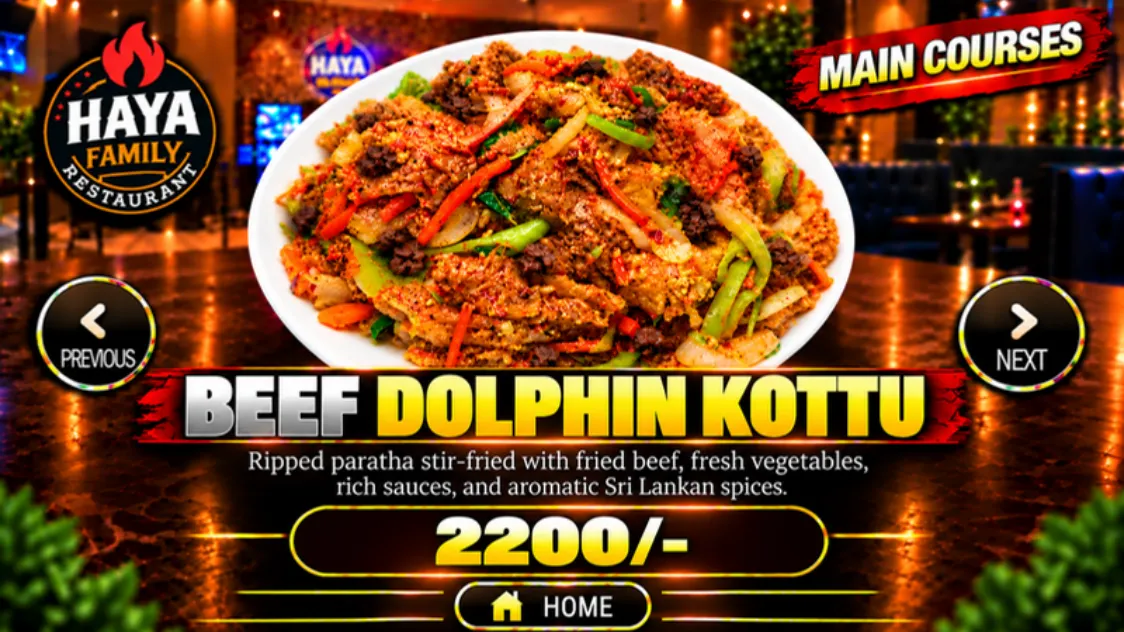 HAYA
FAMILY
RESTAURANT
HAYA
MAIN COURSES
PREVIOUS
NEXT
BEEF DOLPHIN KOTTU
Ripped paratha stir-fried with fried beef, fresh vegetables,
rich sauces, and aromatic Sri Lankan spices.
2200/-
HOME